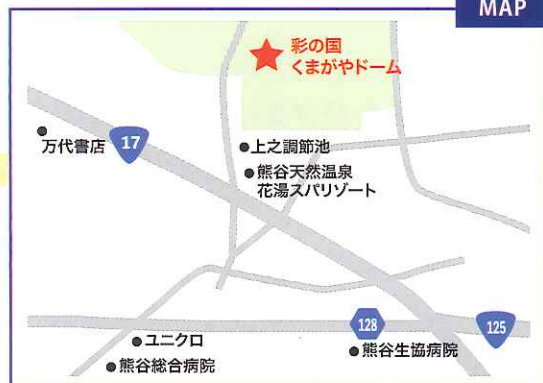 MAP
彩の国
くまがやドーム
万代書店
17
上之調節池
熊谷天然温泉
花湯スパリゾート
128
125
ユニクロ
熊谷生協病院
熊谷総合病院